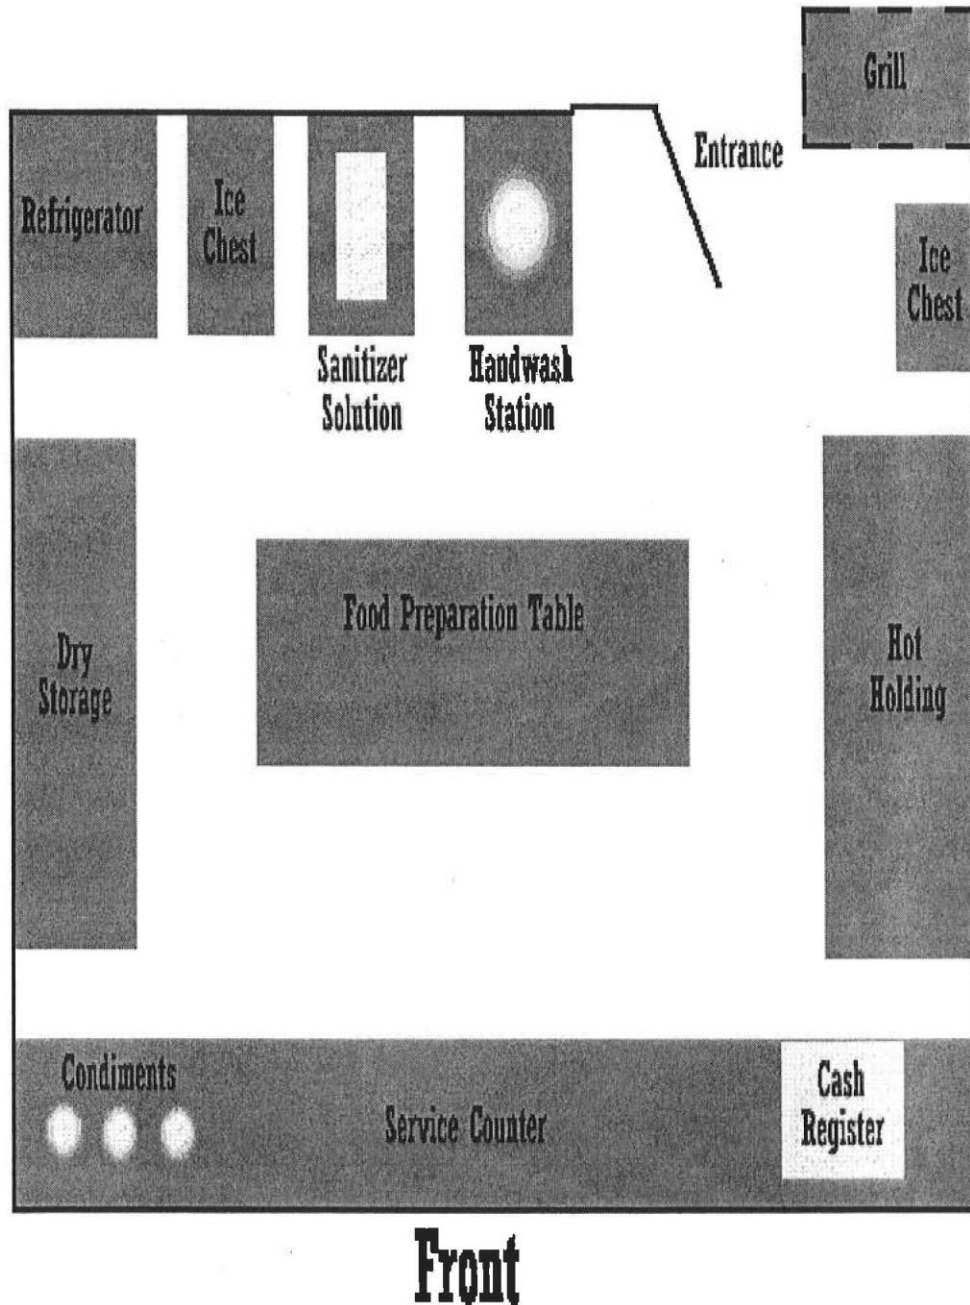 Grill
Entrance
Refrigerator
Ice
Chest
Ice
Chest
Sanitizer
Solution
Handwash
Station
Food Preparation Table
Dry
Storage
Hot
Holding
Condiments
Service Counter
Cash
Register
Front